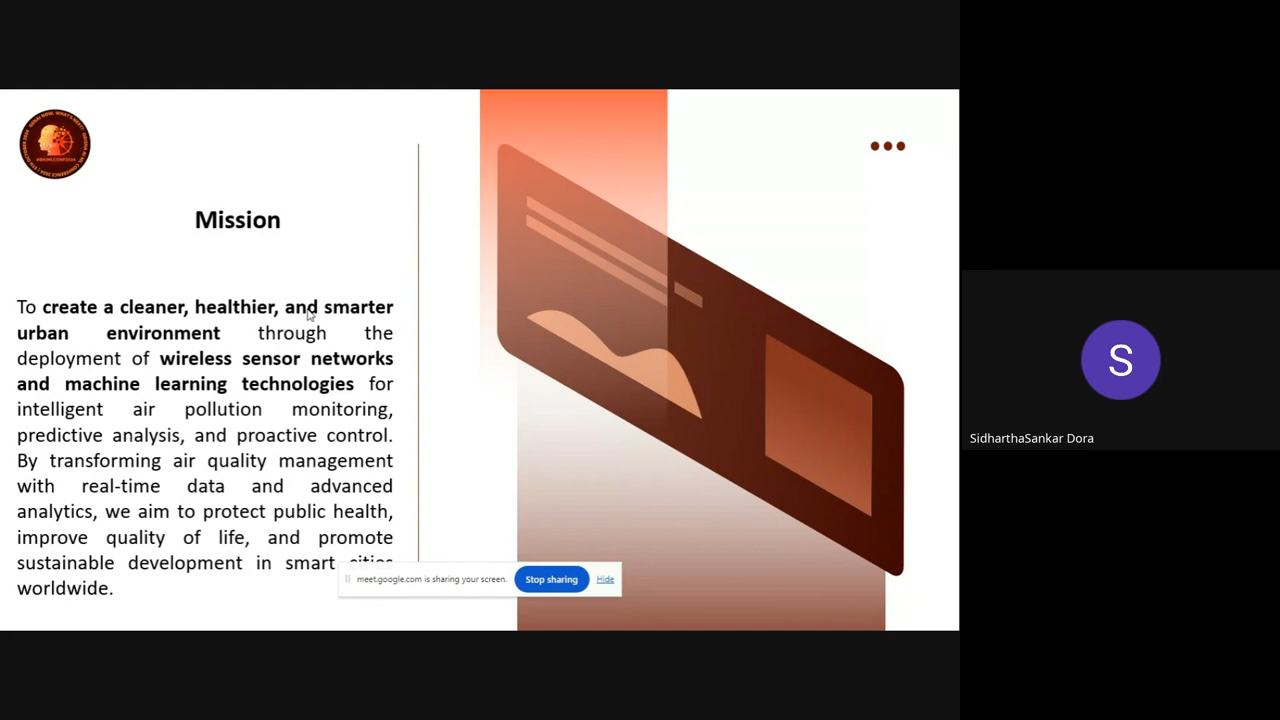 Mission
To create a cleaner, healthier, and smarter
urban environment through the
deployment of wireless sensor networks
and machine learning technologies for
intelligent air pollution monitoring,
predictive analysis, and proactive control.
By transforming air quality management
with real-time data and advanced
analytics, we aim to protect public health,
improve quality of life, and promote
sustainable development in smart cities
worldwide.
meet.google.com is sharing your screen. Stop sharing Hide
S
SidharthaSankar Dora